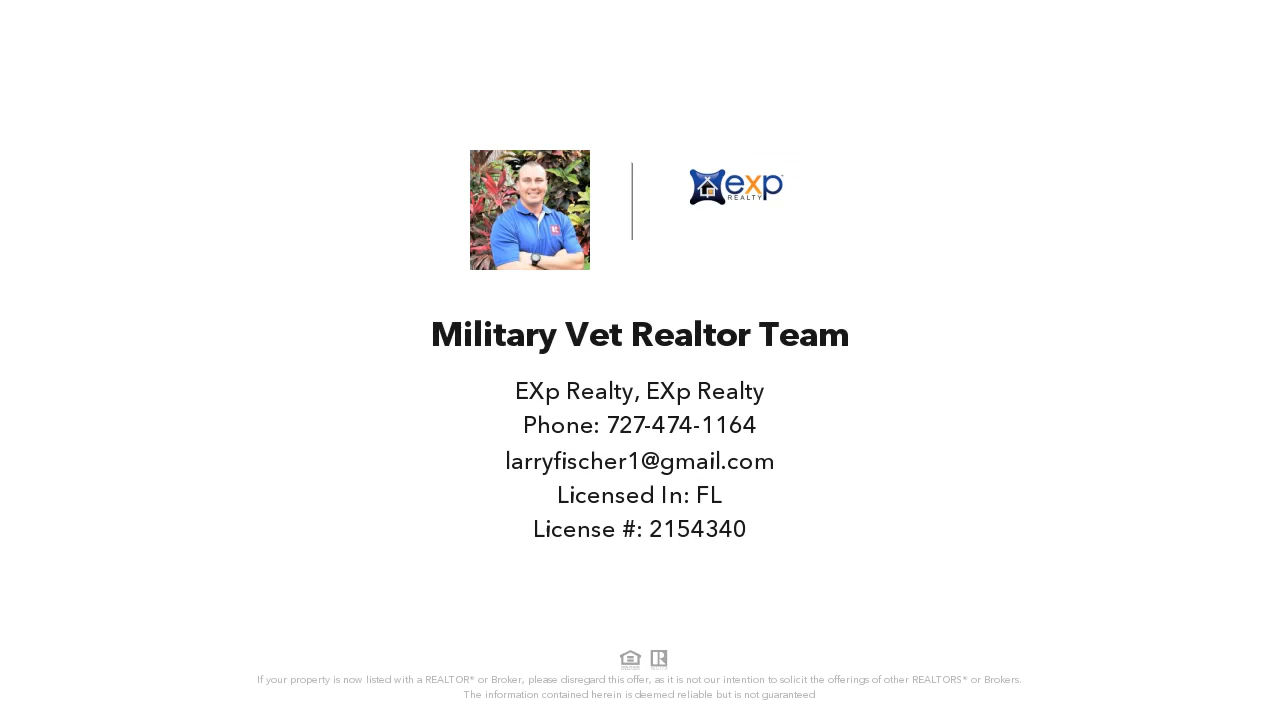 exp
REALTY
Military Vet Realtor Team
EXp Realty, EXp Realty
Phone: 727-474-1164
larryfischer1@gmail.com
Licensed In: FL
License #: 2154340
If your property is now listed with a REALTOR® or Broker, please disregard this offer, as it is not our intention to solicit the offerings of other REALTORS® or Brokers.
The information contained herein is deemed reliable but is not guaranteed